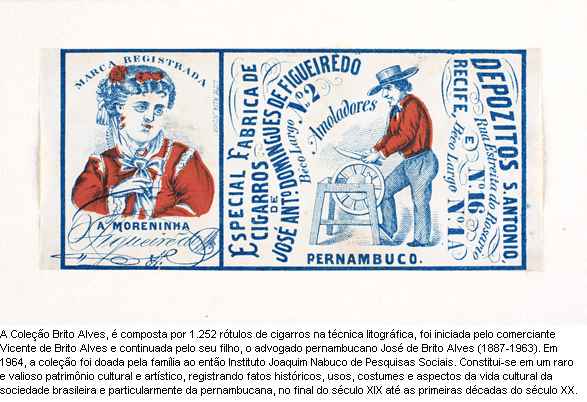 MARCA REGISTRADA
A MORENINHA
Figueirêdo
ESPECIAL FABRICA DE
CIGARROS DE
JOSÉ ANTº DOMINGUES DE FIGUEIRÊDO
Beco Largo Nº 2
Amoladores
PERNAMBUCO.
DEPOZITOS S. ANTONIO
Rua Estreita do Rosario
E Nº 16
RECIFE, Beco Largo Nº 1A
A Coleção Brito Alves, é composta por 1.252 rótulos de cigarros na técnica litográfica, foi iniciada pelo comerciante
Vicente de Brito Alves e continuada pelo seu filho, o advogado pernambucano José de Brito Alves (1887-1963). Em
1964, a coleção foi doada pela família ao então Instituto Joaquim Nabuco de Pesquisas Sociais. Constitui-se em um raro
e valioso patrimônio cultural e artístico, registrando fatos históricos, usos, costumes e aspectos da vida cultural da
sociedade brasileira e particularmente da pernambucana, no final do século XIX até as primeiras décadas do século XX.